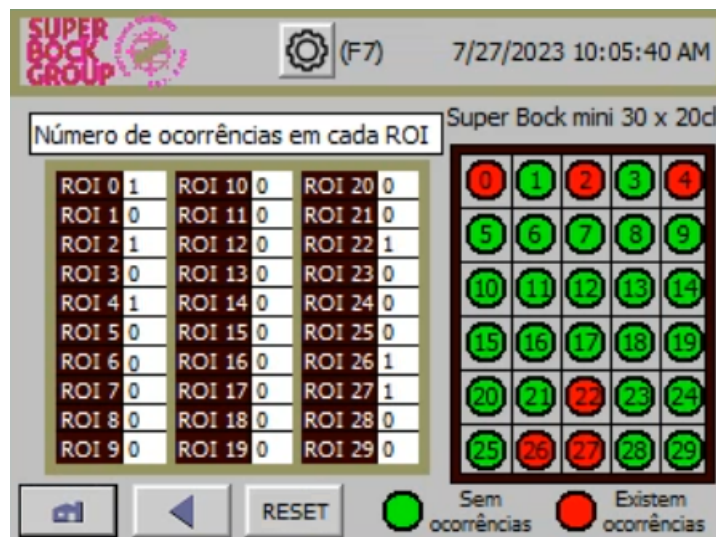 SUPER
BOCK
GROUP
(F7)
7/27/2023 10:05:40 AM
Número de ocorrências em cada ROI
Super Bock mini 30 x 20cl
ROI 0 1 ROI 10 0 ROI 20 0
ROI 1 0 ROI 11 0 ROI 21 0
ROI 2 1 ROI 12 0 ROI 22 1
ROI 3 0 ROI 13 0 ROI 23 0
ROI 4 1 ROI 14 0 ROI 24 0
ROI 5 0 ROI 15 0 ROI 25 0
ROI 6 0 ROI 16 0 ROI 26 1
ROI 7 0 ROI 17 0 ROI 27 1
ROI 8 0 ROI 18 0 ROI 28 0
ROI 9 0 ROI 19 0 ROI 29 0
0 1 2 3 4
5 6 7 8 9
10 11 12 13 14
15 16 17 18 19
20 21 22 23 24
25 26 27 28 29
RESET
Sem
ocorrências
Existem
ocorrências